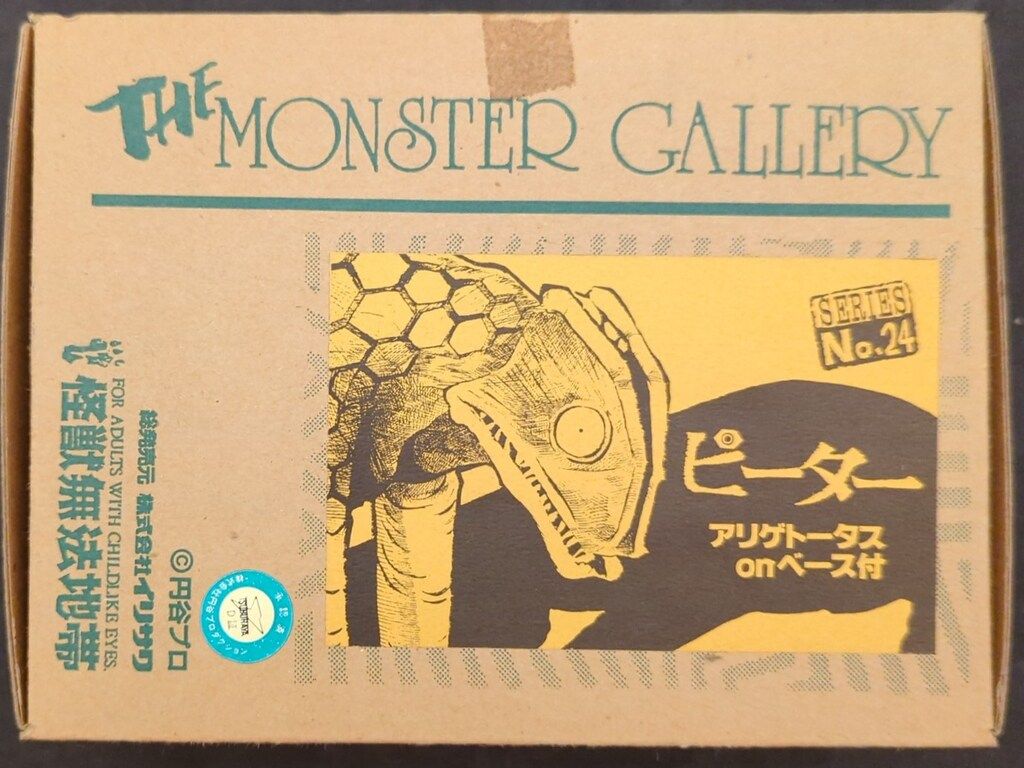 THE MONSTER GALLERY
SERIES
No.24
ピーター
アリゲトータス
onベース付
怪獣無法地帯
FOR ADULTS WITH CHILDLIKE EYES
総発売元 株式会社イリサワ
©円谷プロ
TSUBURAYA